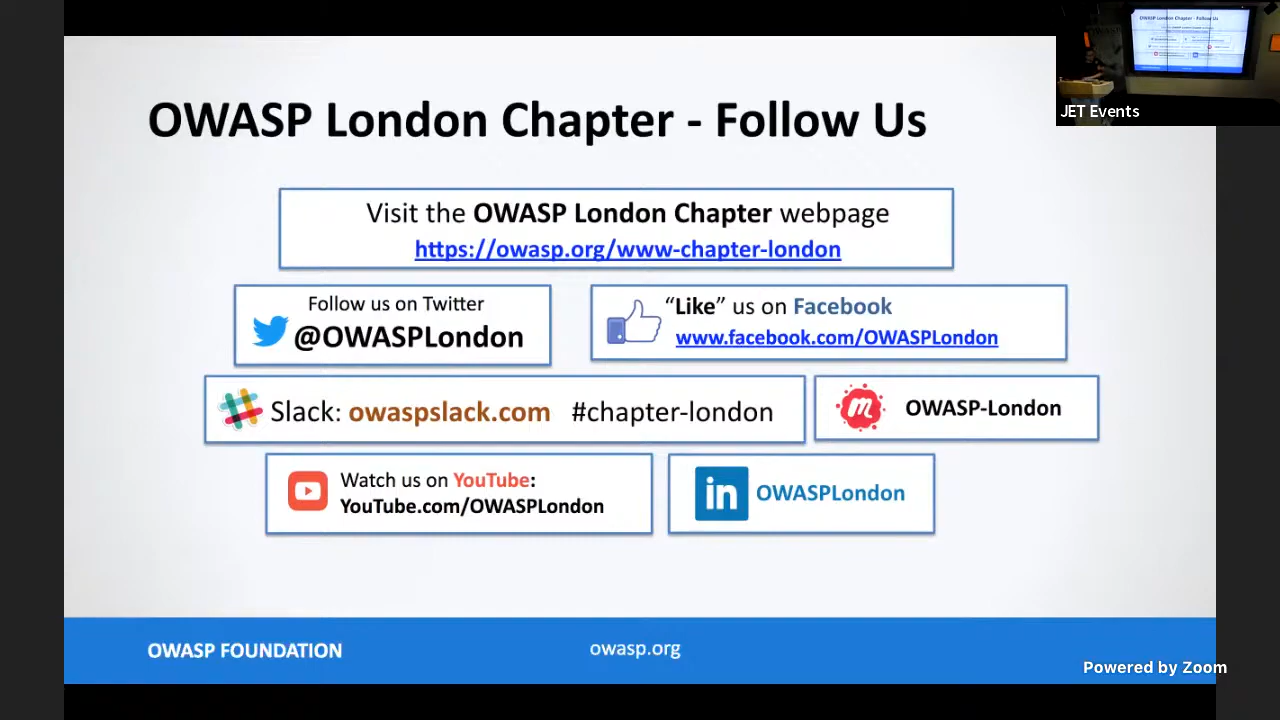 OWASP London Chapter - Follow Us
JET Events
Visit the OWASP London Chapter webpage
https://owasp.org/www-chapter-london
Follow us on Twitter
@OWASPLondon
“Like” us on Facebook
www.facebook.com/OWASPLondon
Slack: owaspslack.com #chapter-london
OWASP-London
Watch us on YouTube:
YouTube.com/OWASPLondon
in OWASPLondon
OWASP FOUNDATION
owasp.org
Powered by Zoom